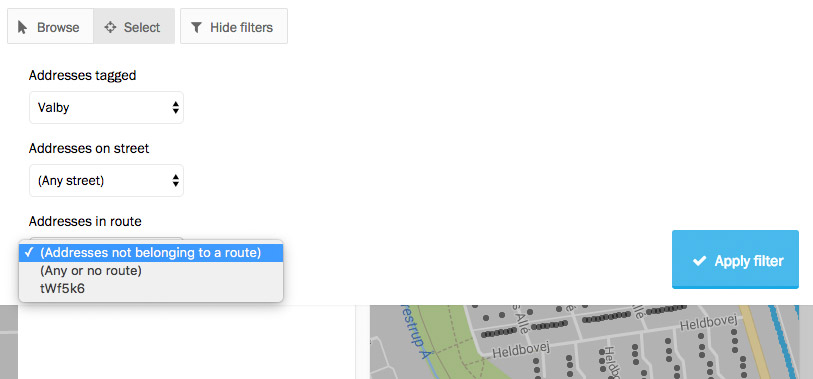 Browse
Select
Hide filters
Addresses tagged
Valby
Addresses on street
(Any street)
Addresses in route
✓ (Addresses not belonging to a route)
(Any or no route)
tWf5k6
✓ Apply filter
restrup Å
s Allé
Heldbovej
Heldbovej